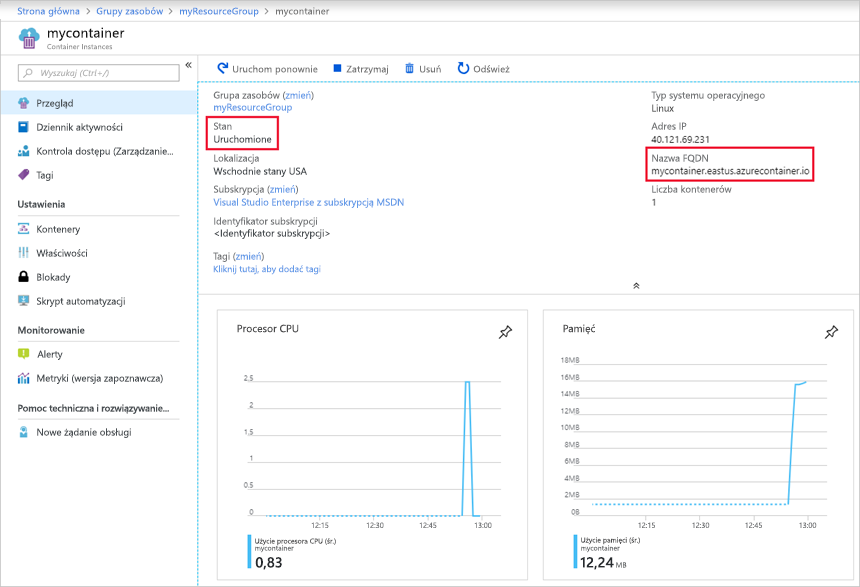 Strona główna > Grupy zasobów > myResourceGroup > mycontainer
mycontainer
Container Instances
Wyszukaj (Ctrl+/)
«
Przegląd
Dziennik aktywności
Kontrola dostępu (Zarządzanie...
Tagi
Ustawienia
Kontenery
Właściwości
Blokady
Skrypt automatyzacji
Monitorowanie
Alerty
Metryki (wersja zapoznawcza)
Pomoc techniczna i rozwiązywanie...
Nowe żądanie obsługi
Uruchom ponownie Zatrzymaj Usuń Odśwież
Grupa zasobów (zmień)
myResourceGroup
Stan
Uruchomione
Lokalizacja
Wschodnie stany USA
Subskrypcja (zmień)
Visual Studio Enterprise z subskrypcją MSDN
Identyfikator subskrypcji
<Identyfikator subskrypcji>
Tagi (zmień)
Kliknij tutaj, aby dodać tagi
Typ systemu operacyjnego
Linux
Adres IP
40.121.69.231
Nazwa FQDN
mycontainer.eastus.azurecontainer.io
Liczba kontenerów
1
Procesor CPU
2,5
2
1,5
1
0,5
0
12:15 12:30 12:45 13:00
Użycie procesora CPU (śr.)
mycontainer
0,83
Pamięć
18MB
16MB
14MB
12MB
10MB
8MB
6MB
4MB
2MB
0B
12:15 12:30 12:45 13:00
Użycie pamięci (śr.)
mycontainer
12,24 MB